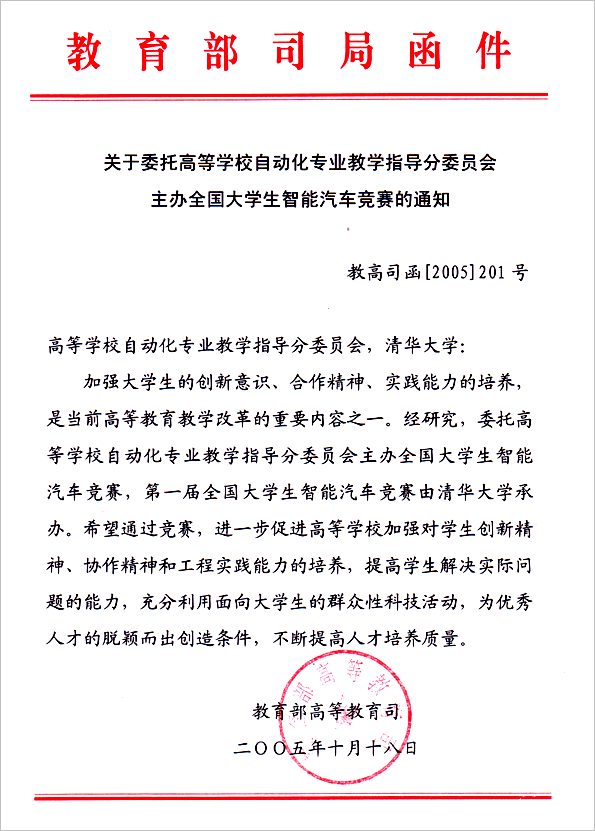 教育部司局函件
关于委托高等学校自动化专业教学指导分委员会
主办全国大学生智能汽车竞赛的通知
教高司函[2005]201 号
高等学校自动化专业教学指导分委员会，清华大学：
加强大学生的创新意识、合作精神、实践能力的培养，
是当前高等教育教学改革的重要内容之一。经研究，委托高
等学校自动化专业教学指导分委员会主办全国大学生智能
汽车竞赛，第一届全国大学生智能汽车竞赛由清华大学承
办。希望通过竞赛，进一步促进高等学校加强对学生创新精
神、协作精神和工程实践能力的培养，提高学生解决实际问
题的能力，充分利用面向大学生的群众性科技活动，为优秀
人才的脱颖而出创造条件，不断提高人才培养质量。
部高等教
教育部高等教育司
二〇〇五年十月十八日